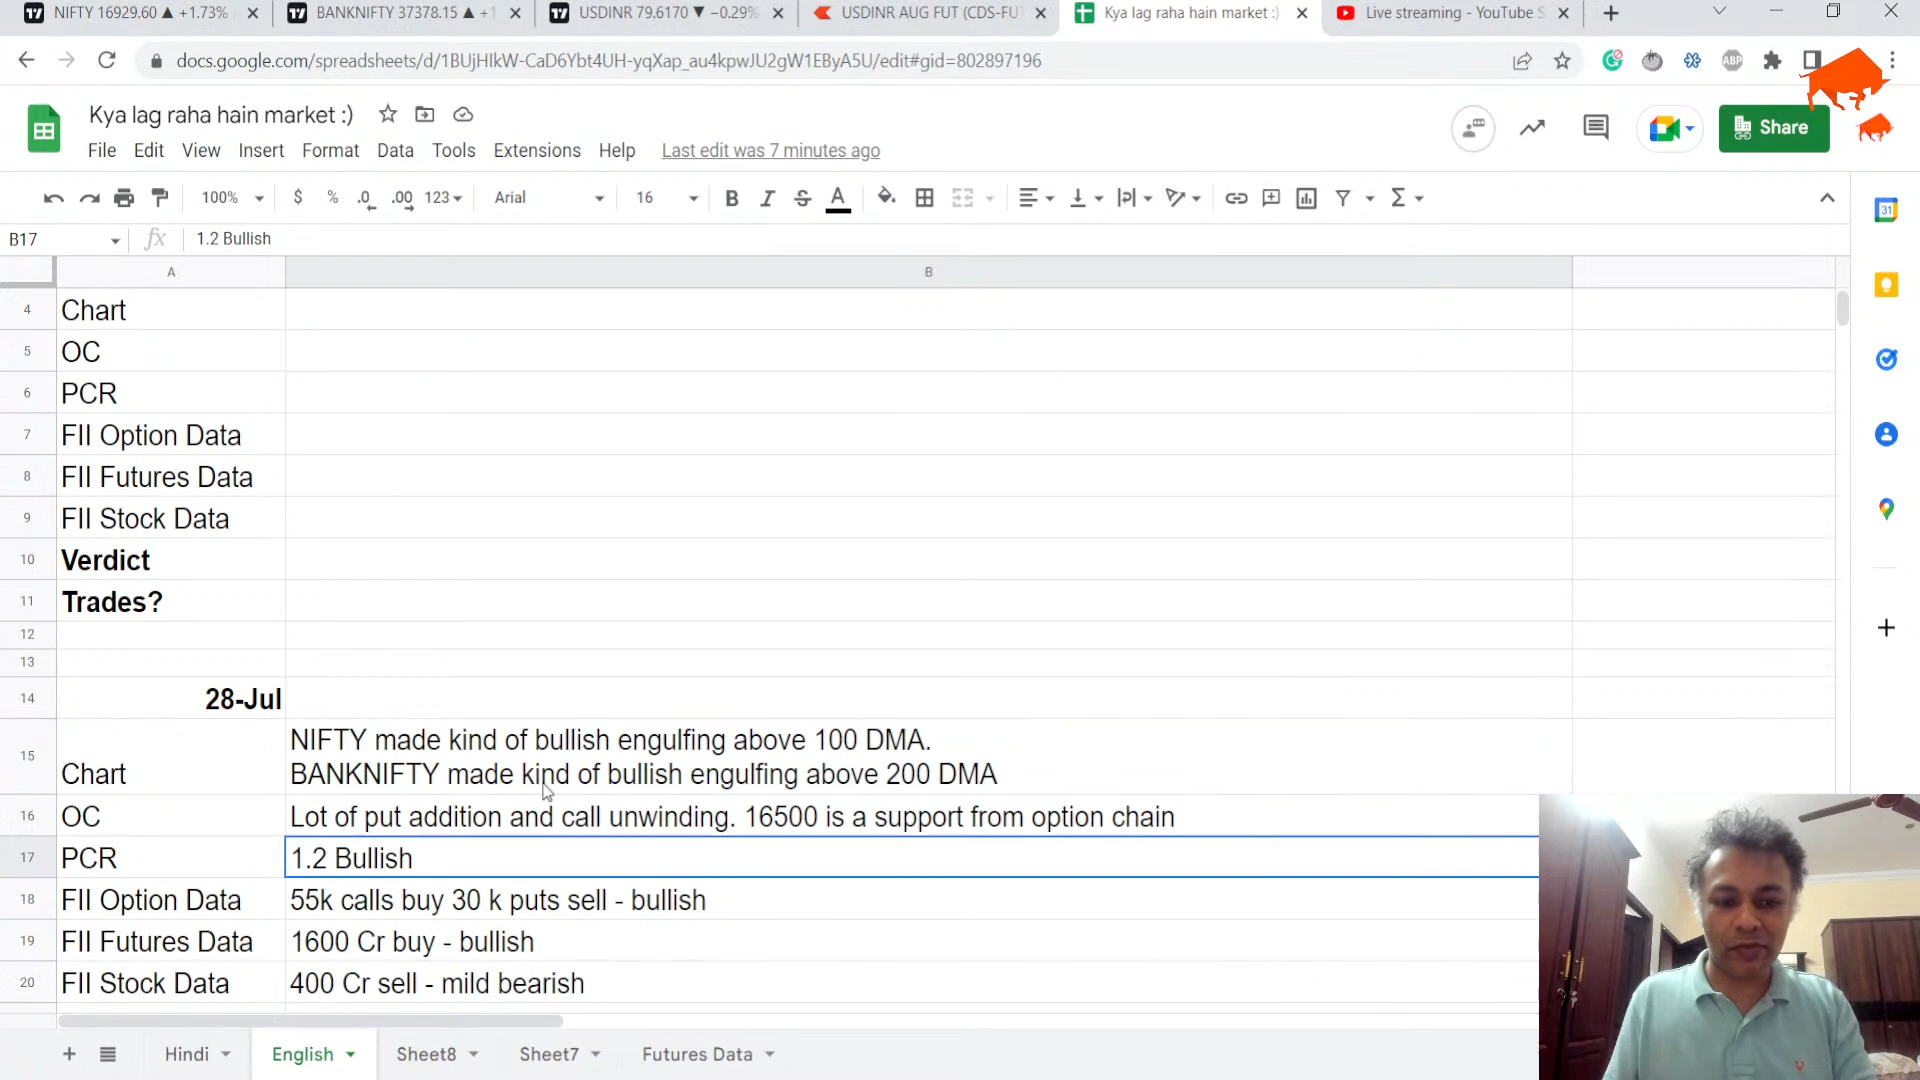 NIFTY 16929.60 ▲ +1.73%
BANKNIFTY 37378.15 ▲ +1
USDINR 79.6170 ▼ −0.29%
USDINR AUG FUT (CDS-FUT
Kya lag raha hain market :)
Live streaming - YouTube S
docs.google.com/spreadsheets/d/1BUjHIkW-CaD6Ybt4UH-yqXap_au4kpwJU2gW1EByA5U/edit#gid=802897196
ABP
Kya lag raha hain market :)
Share
File Edit View Insert Format Data Tools Extensions Help Last edit was 7 minutes ago
100% $ % .0 .00 123 Arial 16 B I S A Σ
31
B17 fx 1.2 Bullish
A B
4 Chart
5 OC
6 PCR
7 FII Option Data
8 FII Futures Data
9 FII Stock Data
10 Verdict
11 Trades?
12
13
14 28-Jul
NIFTY made kind of bullish engulfing above 100 DMA.
15 Chart BANKNIFTY made kind of bullish engulfing above 200 DMA
16 OC Lot of put addition and call unwinding. 16500 is a support from option chain
17 PCR 1.2 Bullish
18 FII Option Data 55k calls buy 30 k puts sell - bullish
19 FII Futures Data 1600 Cr buy - bullish
20 FII Stock Data 400 Cr sell - mild bearish
Hindi English Sheet8 Sheet7 Futures Data